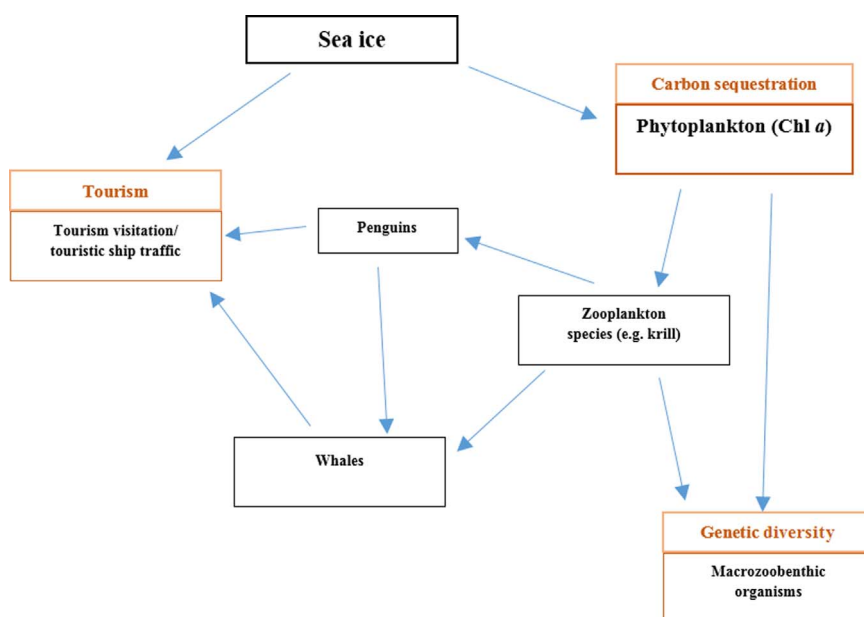 Sea ice
Carbon sequestration
Phytoplankton (Chl a)
Tourism
Tourism visitation/
touristic ship traffic
Penguins
Zooplankton
species (e.g. krill)
Whales
Genetic diversity
Macrozoobenthic
organisms